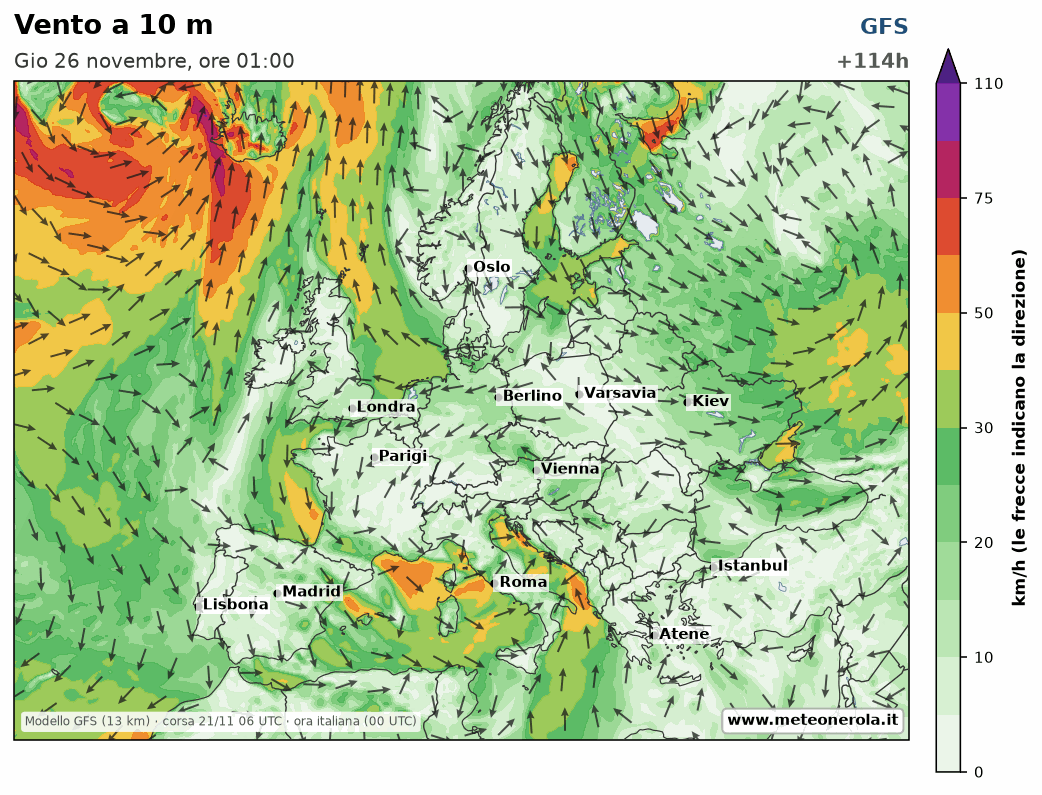 Vento a 10 m
GFS
Gio 26 novembre, ore 01:00
+114h
110
75
50
30
20
10
0
km/h (le frecce indicano la direzione)
Oslo
Berlino
Varsavia
Kiev
Londra
Parigi
Vienna
Istanbul
Roma
Madrid
Lisbona
Atene
Modello GFS (13 km) · corsa 21/11 06 UTC · ora italiana (00 UTC)
www.meteonerola.it